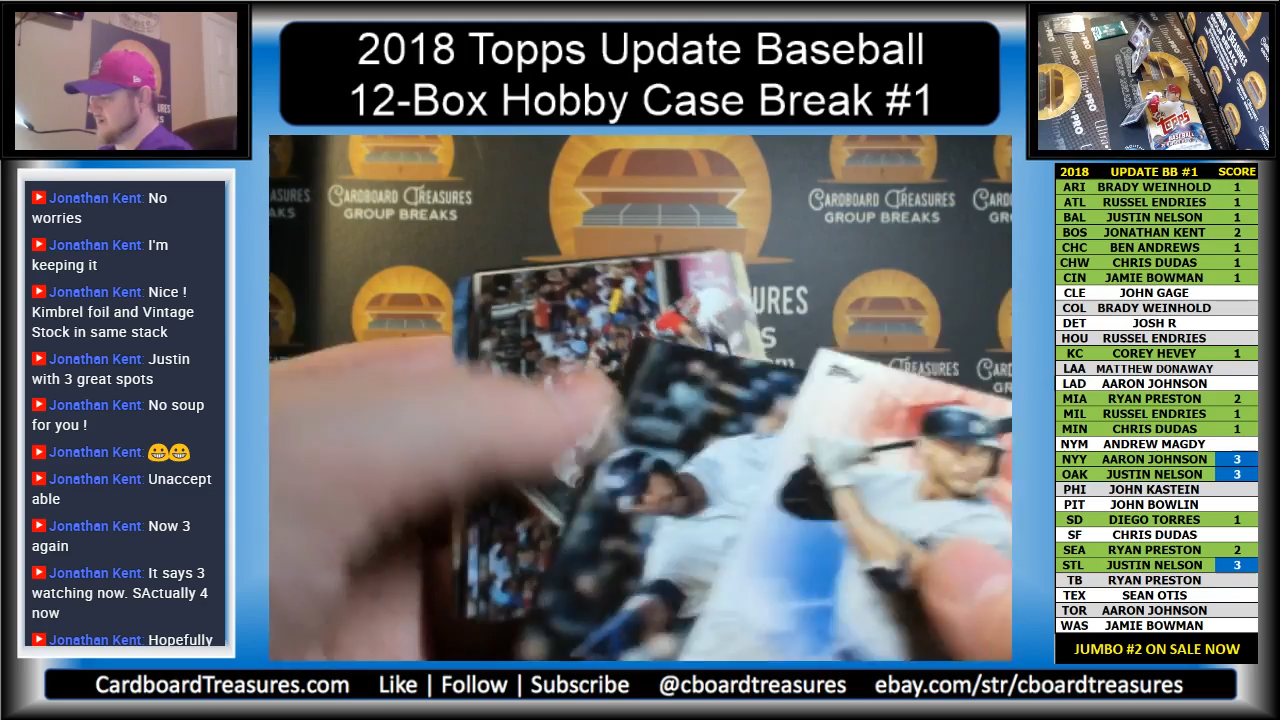 2018 Topps Update Baseball
12-Box Hobby Case Break #1
Jonathan Kent: No
worries
Jonathan Kent: I'm
keeping it
Jonathan Kent: Nice !
Kimbrel foil and Vintage
Stock in same stack
Jonathan Kent: Justin
with 3 great spots
Jonathan Kent: No soup
for you !
Jonathan Kent: 😀😀
Jonathan Kent: Unaccept
able
Jonathan Kent: Now 3
again
Jonathan Kent: It says 3
watching now. SActually 4
now
Jonathan Kent: Hopefully
CARDBOARD TREASURES
GROUP BREAKS
CARDBOARD TREASURES
GROUP BREAKS
TOPPS
BASEBALL
2018 UPDATE BB #1 SCORE
ARI BRADY WEINHOLD 1
ATL RUSSEL ENDRIES 1
BAL JUSTIN NELSON 1
BOS JONATHAN KENT 2
CHC BEN ANDREWS 1
CHW CHRIS DUDAS 1
CIN JAMIE BOWMAN 1
CLE JOHN GAGE
COL BRADY WEINHOLD
DET JOSH R
HOU RUSSEL ENDRIES
KC COREY HEVEY 1
LAA MATTHEW DONAWAY
LAD AARON JOHNSON
MIA RYAN PRESTON 2
MIL RUSSEL ENDRIES 1
MIN CHRIS DUDAS 1
NYM ANDREW MAGDY
NYY AARON JOHNSON 3
OAK JUSTIN NELSON 3
PHI JOHN KASTEIN
PIT JOHN BOWLIN
SD DIEGO TORRES 1
SF CHRIS DUDAS
SEA RYAN PRESTON 2
STL JUSTIN NELSON 3
TB RYAN PRESTON
TEX SEAN OTIS
TOR AARON JOHNSON
WAS JAMIE BOWMAN
JUMBO #2 ON SALE NOW
CardboardTreasures.com Like | Follow | Subscribe @cboardtreasures ebay.com/str/cboardtreasures